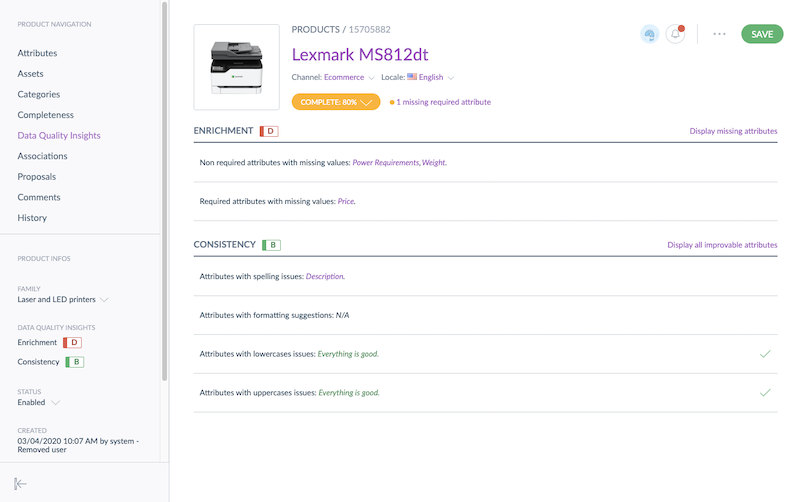 PRODUCT NAVIGATION
Attributes
Assets
Categories
Completeness
Data Quality Insights
Associations
Proposals
Comments
History
PRODUCT INFOS
FAMILY
Laser and LED printers
DATA QUALITY INSIGHTS
Enrichment D
Consistency B
STATUS
Enabled
CREATED
03/04/2020 10:07 AM by system -
Removed user
PRODUCTS / 15705882
SAVE
Lexmark MS812dt
Channel: Ecommerce Locale: English
COMPLETE: 80% 1 missing required attribute
ENRICHMENT D Display missing attributes
Non required attributes with missing values: Power Requirements, Weight.
Required attributes with missing values: Price.
CONSISTENCY B Display all improvable attributes
Attributes with spelling issues: Description.
Attributes with formatting suggestions: N/A
Attributes with lowercases issues: Everything is good.
Attributes with uppercases issues: Everything is good.